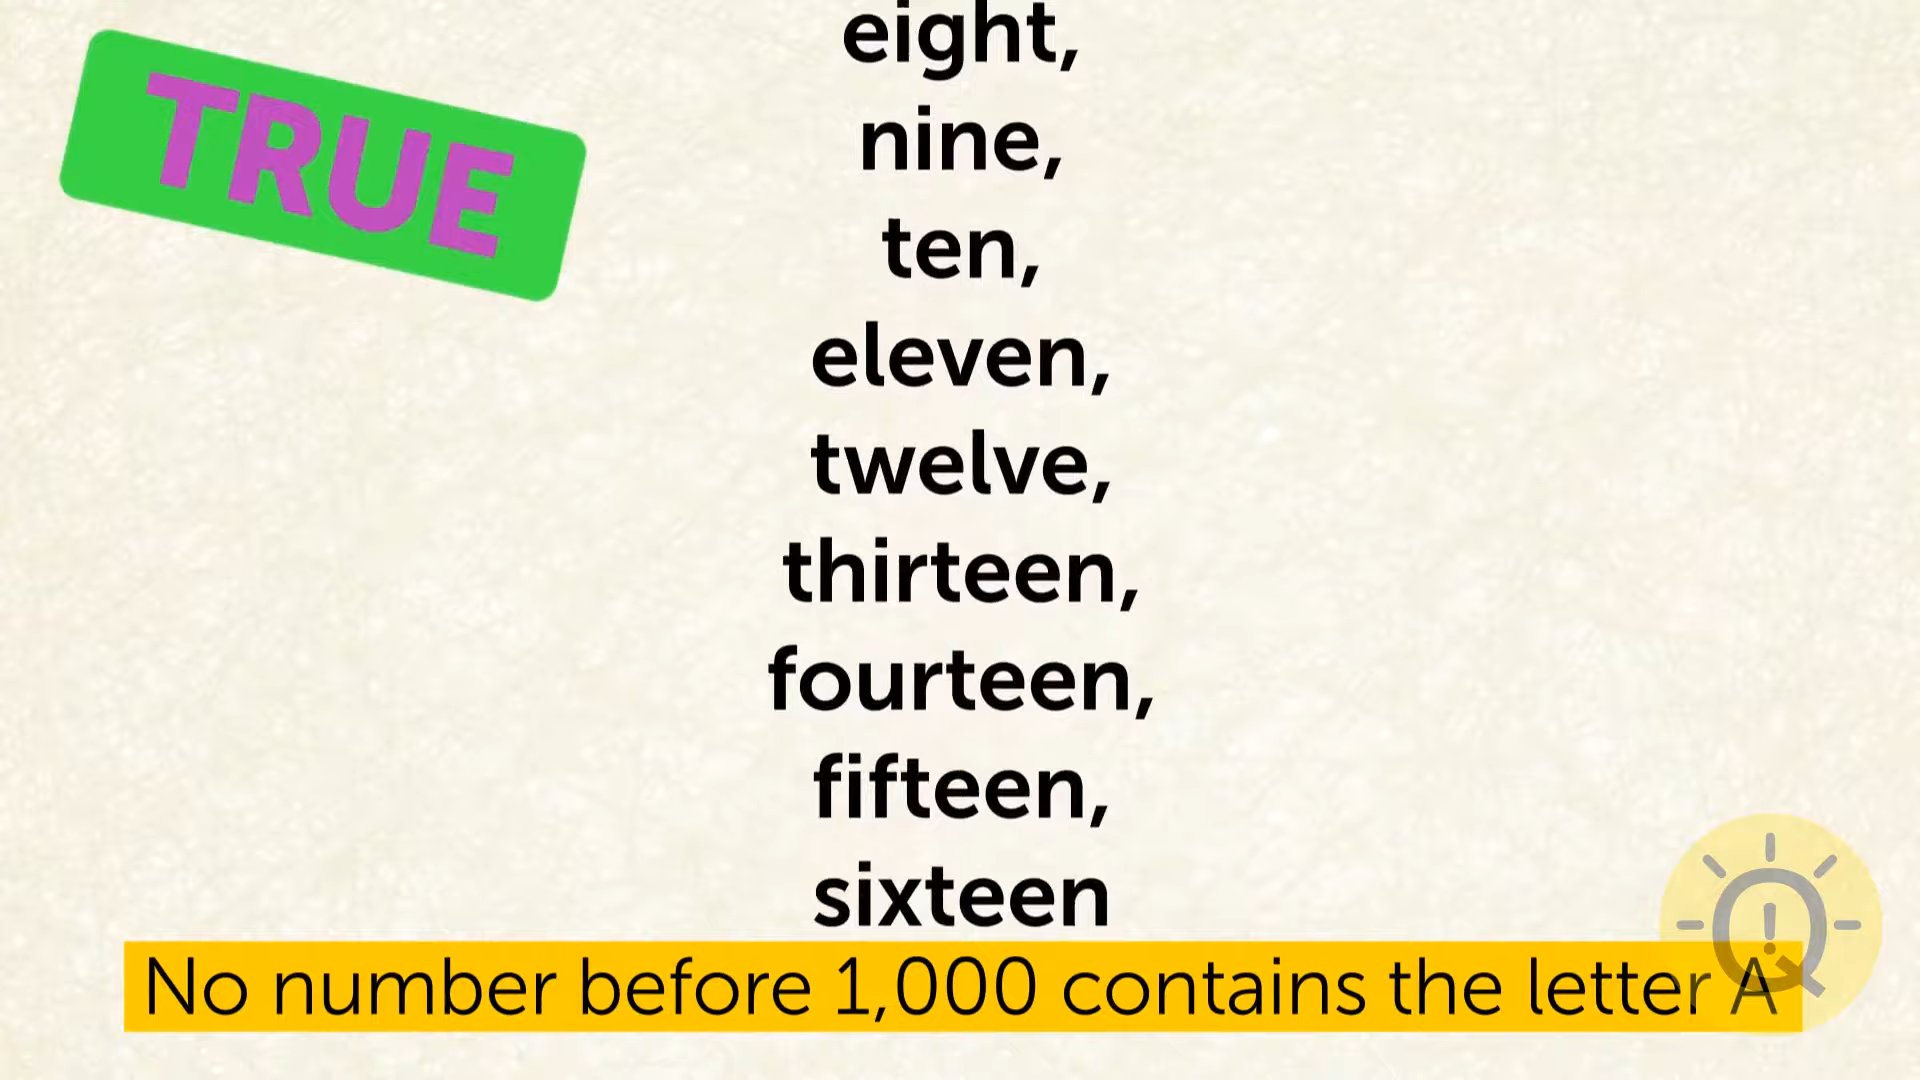 TRUE
eight,
nine,
ten,
eleven,
twelve,
thirteen,
fourteen,
fifteen,
sixteen
No number before 1,000 contains the letter A
Q!